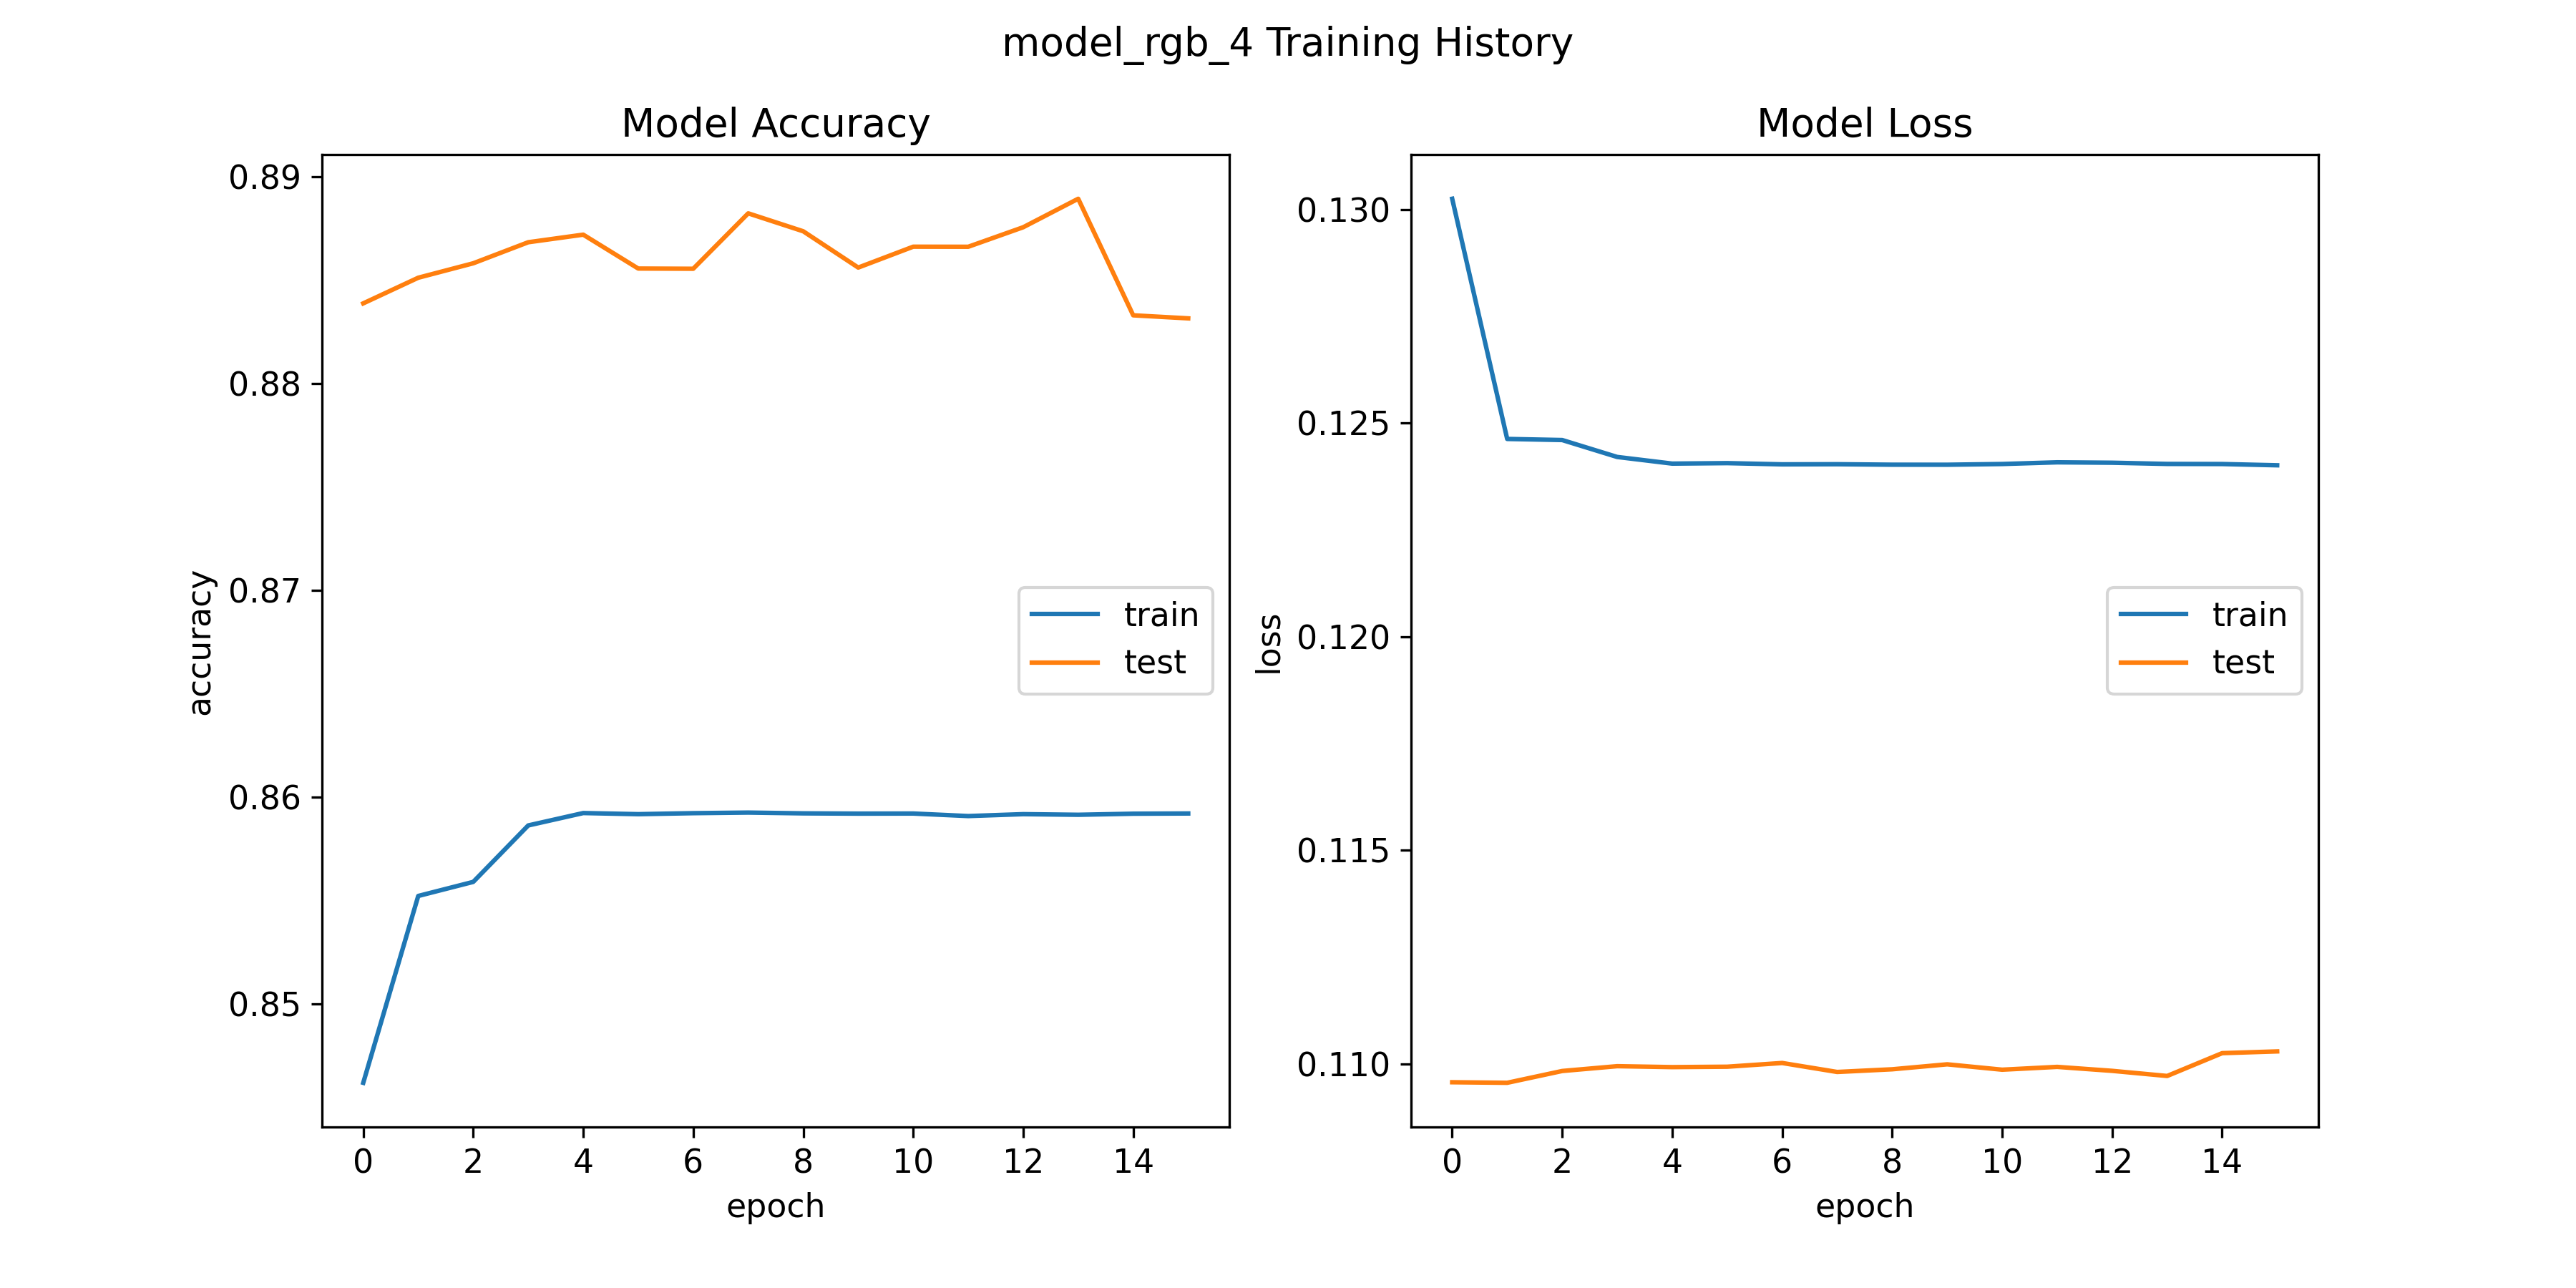 model_rgb_4 Training History
Model Accuracy
0.89
0.88
0.87
0.86
0.85
accuracy
train
test
0 2 4 6 8 10 12 14
epoch
Model Loss
0.130
0.125
0.120
0.115
0.110
loss
train
test
0 2 4 6 8 10 12 14
epoch